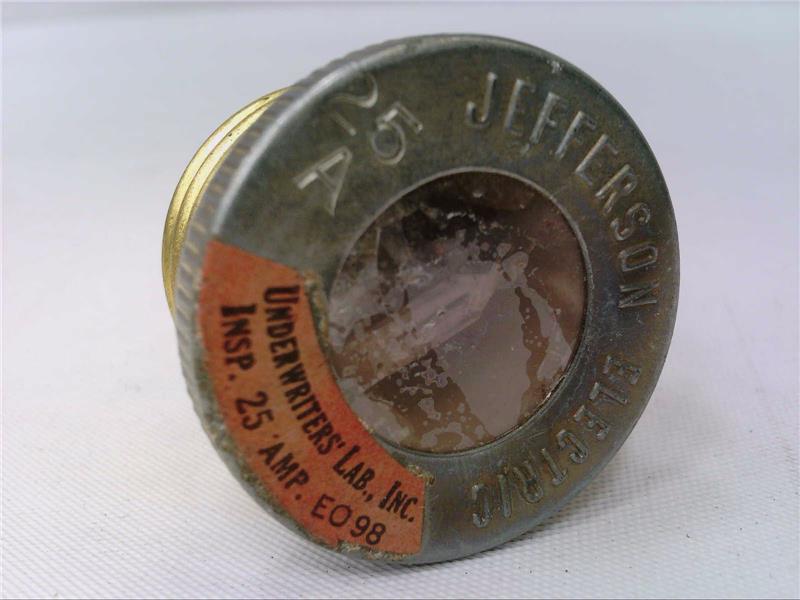 25
A
JEFFERSON ELECTRIC
UNDERWRITERS' LAB., INC.
INSP. 25 AMP. EO98